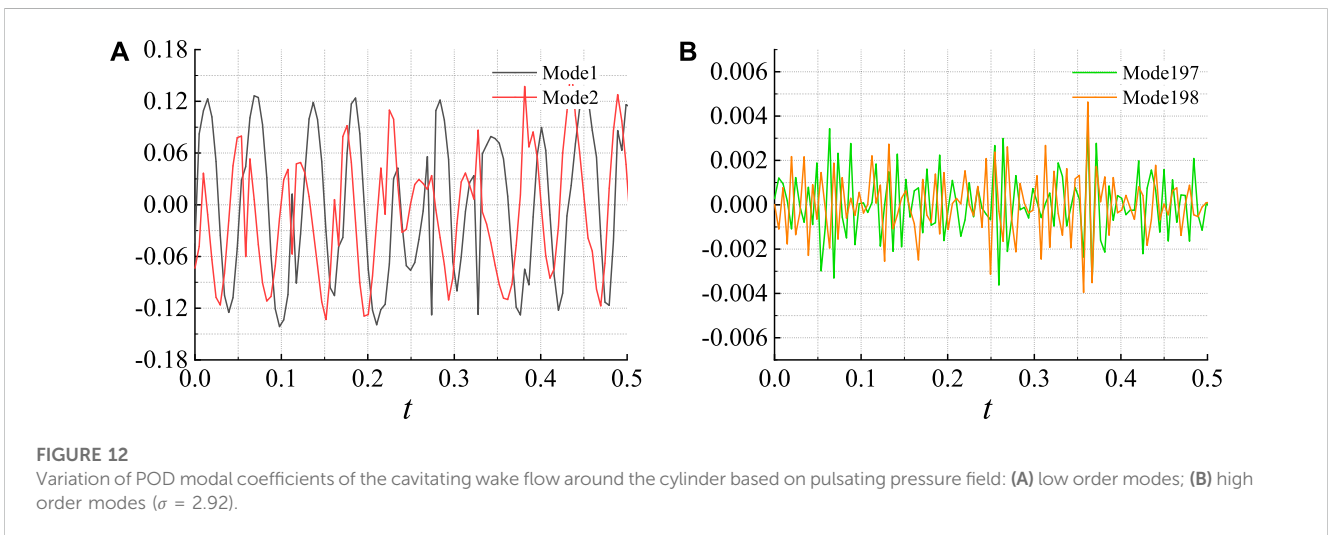 A
0.18
0.12
0.06
0.00
-0.06
-0.12
-0.18
Mode1
Mode2
0.0 0.1 0.2 0.3 0.4 0.5
t
B
0.006
0.004
0.002
0.000
-0.002
-0.004
-0.006
Mode197
Mode198
0.0 0.1 0.2 0.3 0.4 0.5
t
FIGURE 12
Variation of POD modal coefficients of the cavitating wake flow around the cylinder based on pulsating pressure field: (A) low order modes; (B) high
order modes (σ = 2.92).